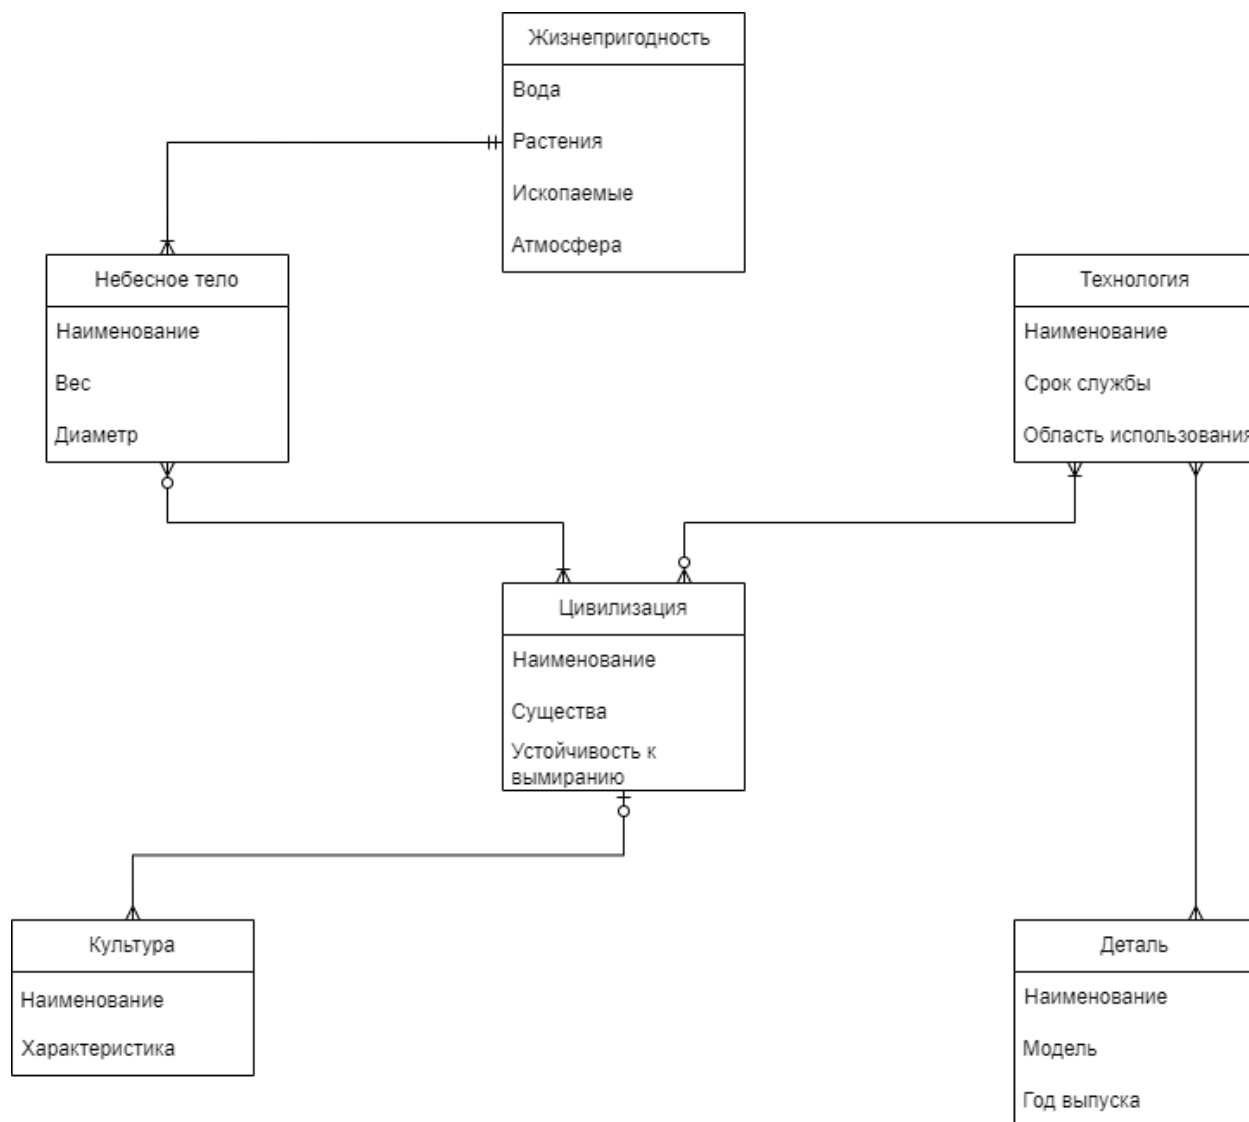 Жизнепригодность
Вода
Растения
Ископаемые
Атмосфера
Небесное тело
Наименование
Вес
Диаметр
Технология
Наименование
Срок службы
Область использования
Цивилизация
Наименование
Существа
Устойчивость к
вымиранию
Культура
Наименование
Характеристика
Деталь
Наименование
Модель
Год выпуска